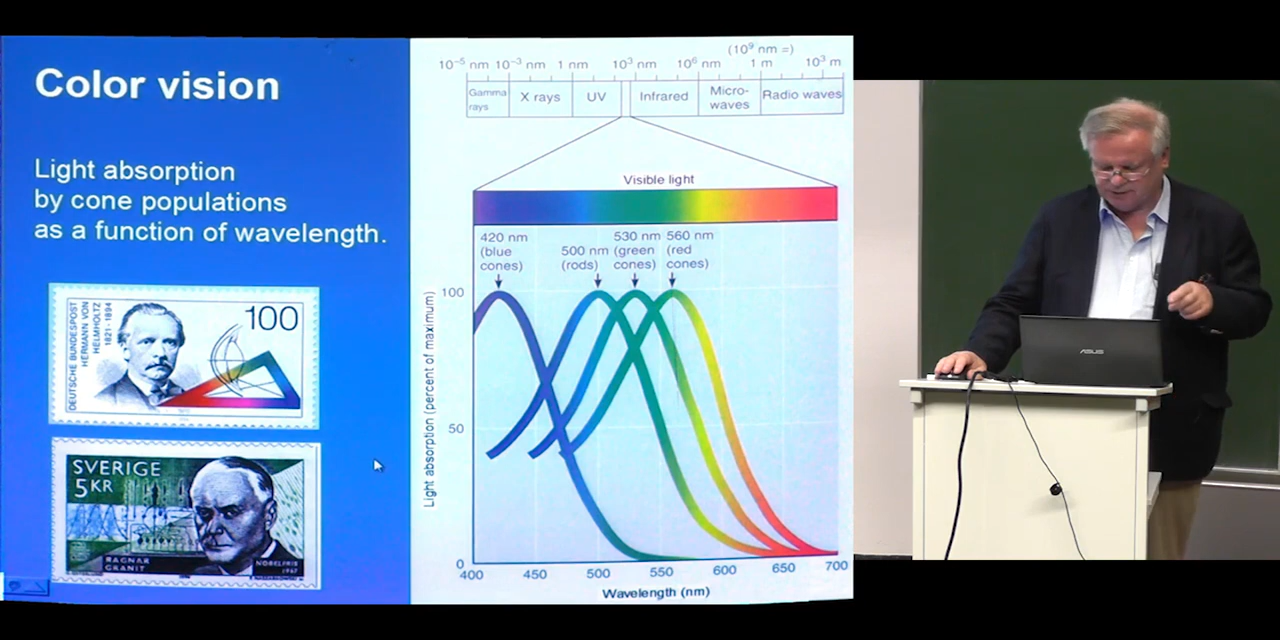 Color vision
Light absorption
by cone populations
as a function of wavelength.
DEUTSCHE BUNDESPOST
HERMANN VON
HELMHOLTZ
1821-1894
100
SVERIGE
5KR
RAGNAR
GRANIT
NOBELPRIS
1967
(10⁹ nm =)
10⁻⁵ nm 10⁻³ nm 1 nm 10³ nm 10⁶ nm 1 m 10³ m
Gamma
rays
X rays
UV
Infrared
Micro-
waves
Radio waves
Visible light
420 nm
(blue
cones)
500 nm
(rods)
530 nm
(green
cones)
560 nm
(red
cones)
Light absorption (percent of maximum)
100
50
0
400 450 500 550 600 650 700
Wavelength (nm)
ASUS